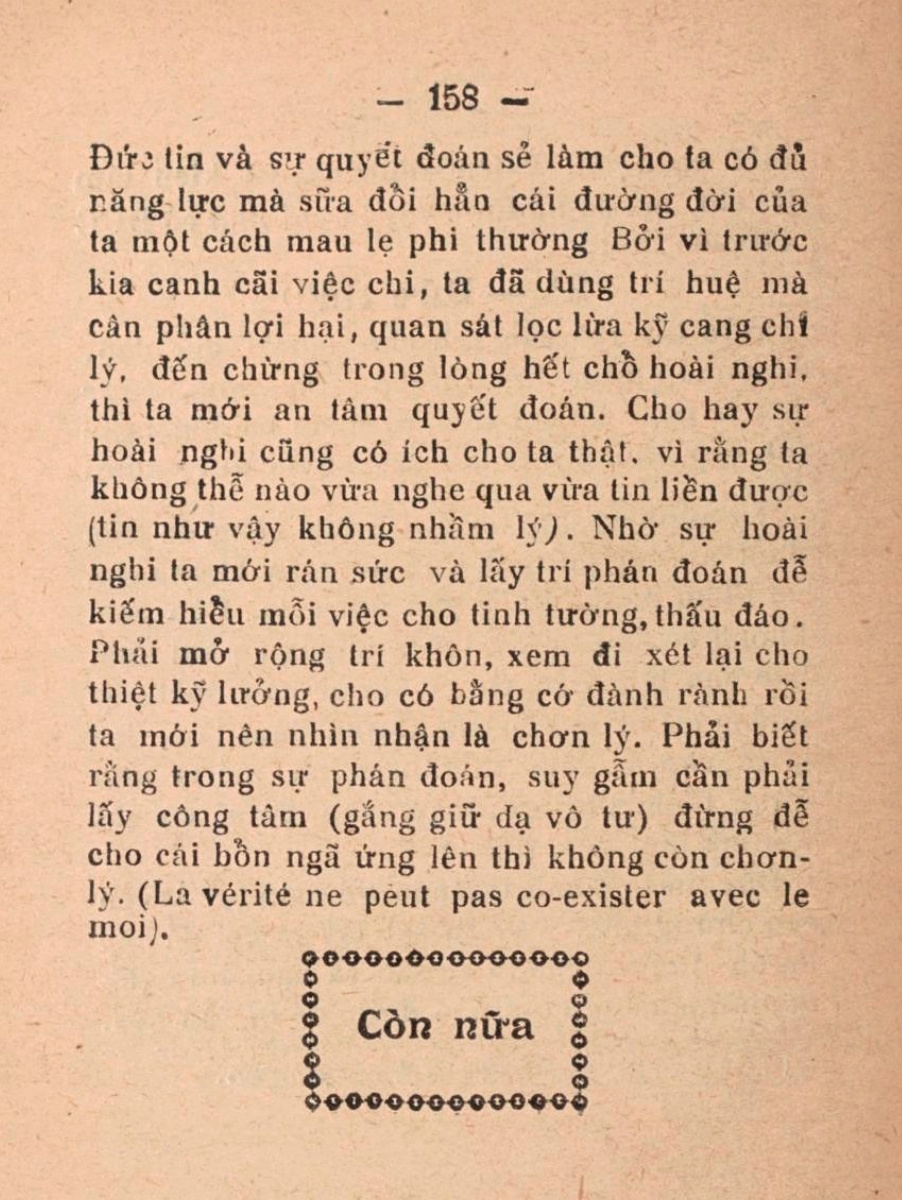 — 158 —
Đức tin và sự quyết đoán sẻ làm cho ta có đủ
năng lực mà sữa đổi hẳn cái đường đời của
ta một cách mau lẹ phi thường Bởi vì trước
kia canh cãi việc chi, ta đã dùng trí huệ mà
cân phân lợi hại, quan sát lọc lừa kỹ cang chí
lý, đến chừng trong lòng hết chỗ hoài nghi,
thì ta mới an tâm quyết đoán. Cho hay sự
hoài nghi cũng có ích cho ta thật. vì rằng ta
không thể nào vừa nghe qua vừa tin liền được
(tin như vậy không nhầm lý). Nhờ sự hoài
nghi ta mới rán sức và lấy trí phán đoán đễ
kiếm hiểu mỗi việc cho tinh tường, thấu đáo.
Phải mở rộng trí khôn, xem đi xét lại cho
thiệt kỹ lưởng, cho có bằng cớ đành rành rồi
ta mới nên nhìn nhận là chơn lý. Phải biết
rằng trong sự phán đoán, suy gẫm cần phải
lấy công tâm (gắng giữ dạ vô tư) đừng đễ
cho cái bổn ngã ứng lên thì không còn chơn-
lý. (La vérité ne peut pas co-exister avec le
moi).
Còn nữa